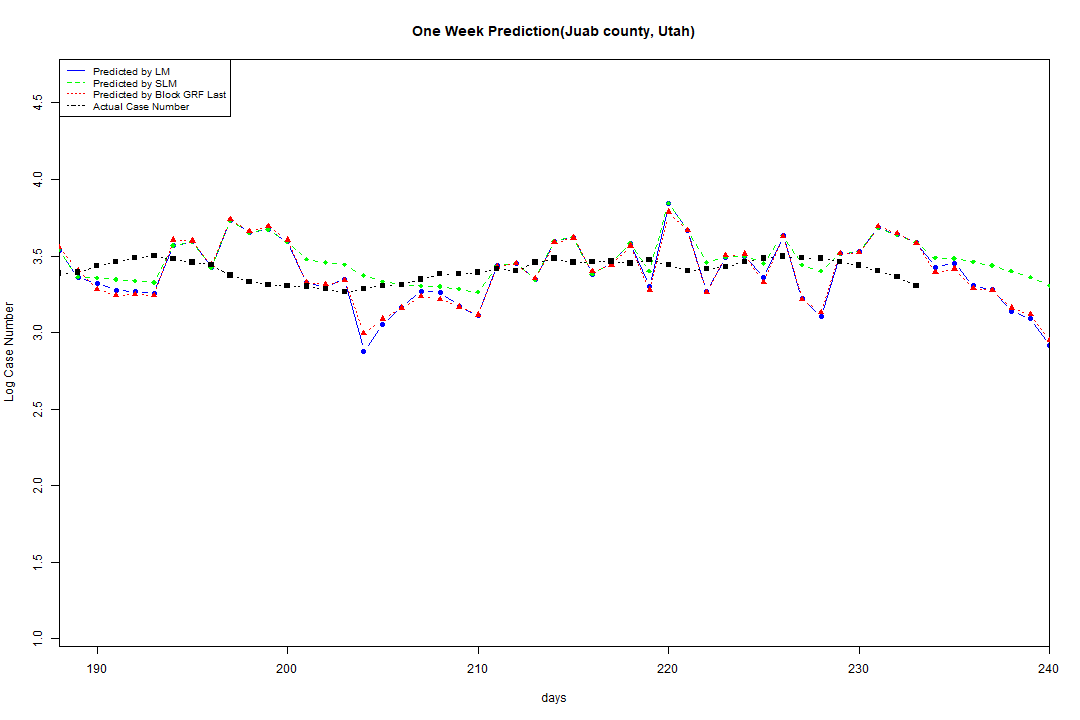 One Week Prediction(Juab county, Utah)
Predicted by LM
Predicted by SLM
Predicted by Block GRF Last
Actual Case Number
4.5
4.0
3.5
3.0
2.5
2.0
1.5
1.0
Log Case Number
190 200 210 220 230 240
days